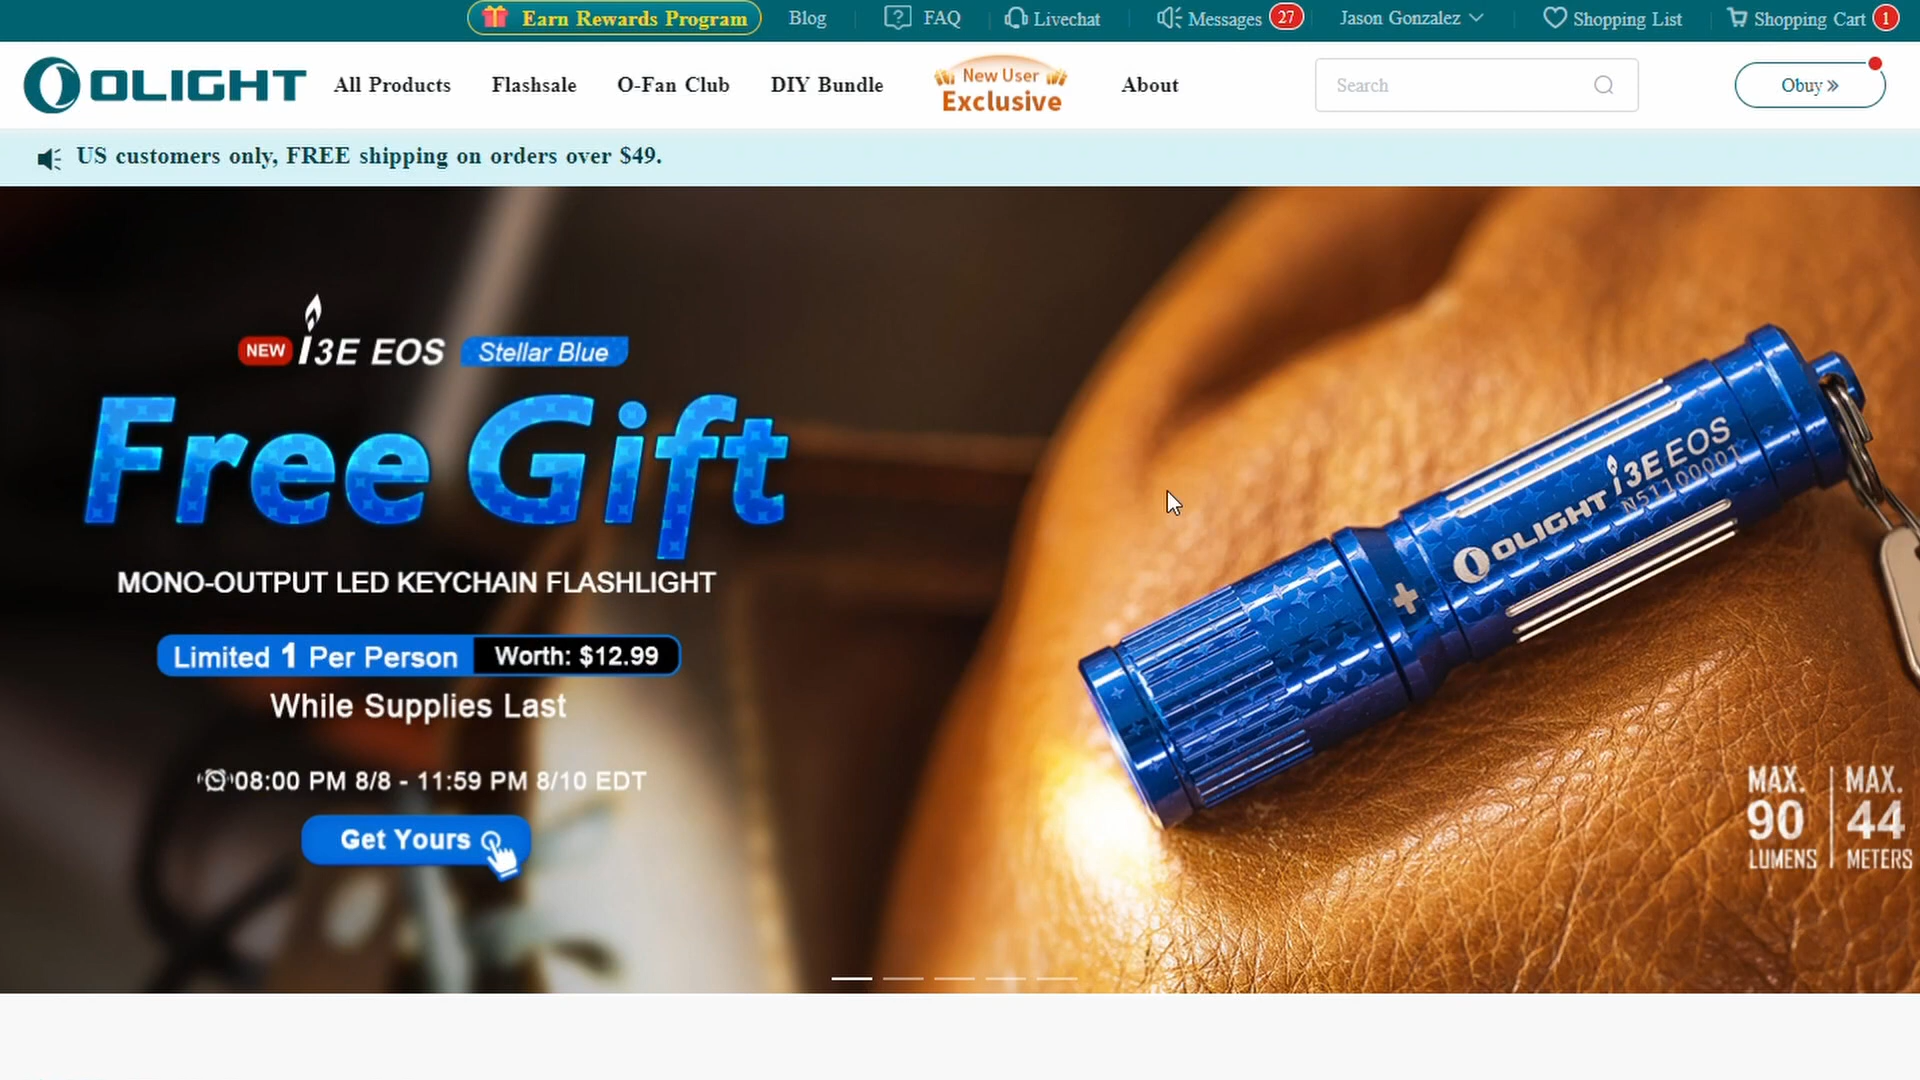 Earn Rewards Program
Blog
FAQ
Livechat
Messages 27
Jason Gonzalez
Shopping List
Shopping Cart 1
OLIGHT
All Products
Flashsale
O-Fan Club
DIY Bundle
New User
Exclusive
About
Search
Obuy »
US customers only, FREE shipping on orders over $49.
NEW i3E EOS Stellar Blue
Free Gift
MONO-OUTPUT LED KEYCHAIN FLASHLIGHT
Limited 1 Per Person Worth: $12.99
While Supplies Last
08:00 PM 8/8 - 11:59 PM 8/10 EDT
Get Yours
OLIGHT i3E EOS
N51100001
MAX.
90
LUMENS
MAX.
44
METERS